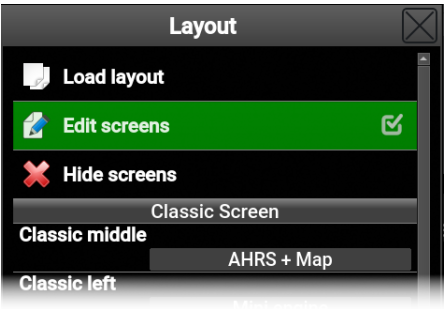 Layout
Load layout
Edit screens
Hide screens
Classic Screen
Classic middle
AHRS + Map
Classic left